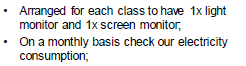 • Arranged for each class to have 1x light
monitor and 1x screen monitor;
• On a monthly basis check our electricity
consumption;